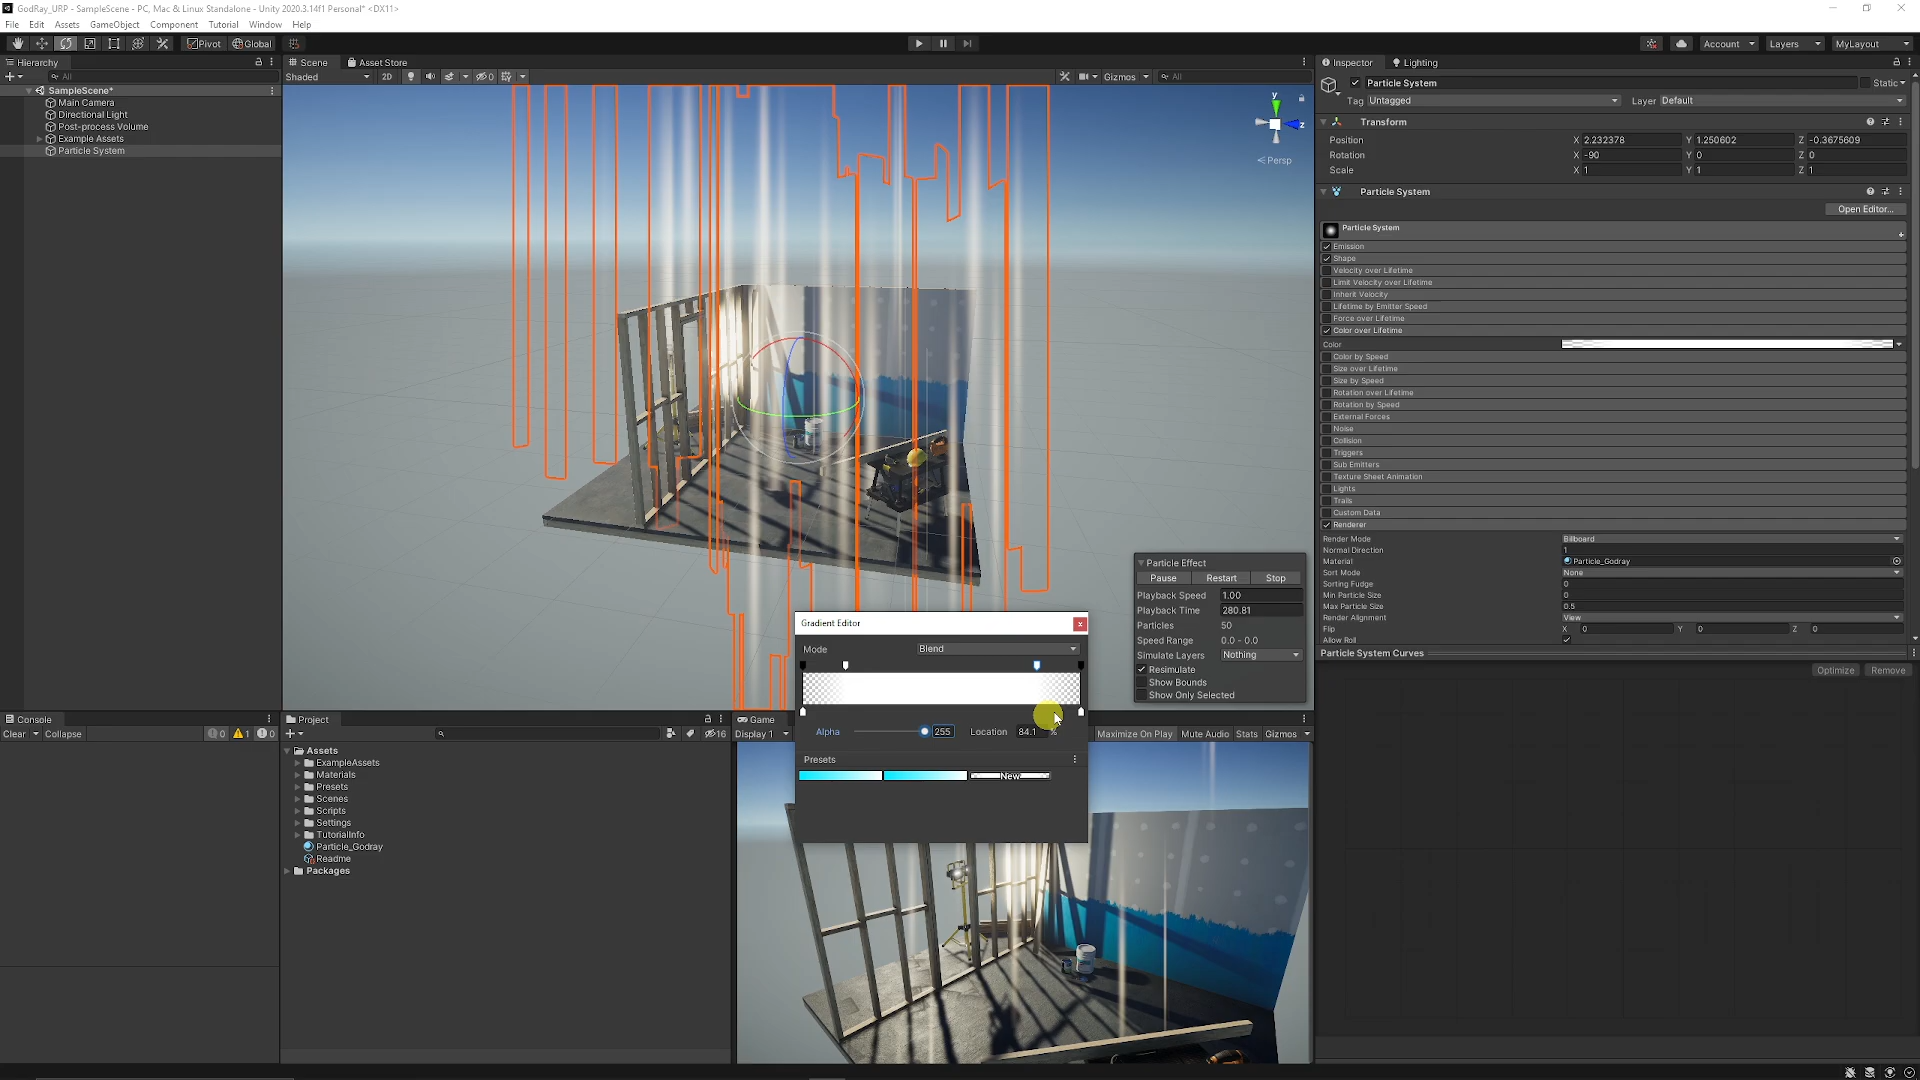 GodRay_URP - SampleScene - PC, Mac & Linux Standalone - Unity 2020.3.14f1 Personal* <DX11>
File Edit Assets GameObject Component Tutorial Window Help
Pivot Global Account Layers MyLayout
Hierarchy
All
SampleScene*
Main Camera
Directional Light
Post-process Volume
Example Assets
Particle System
Scene Asset Store
Shaded 2D 0 Gizmos All
y
z
Persp
Particle Effect
Pause Restart Stop
Playback Speed 1.00
Playback Time 280.81
Particles 50
Speed Range 0.0 - 0.0
Simulate Layers Nothing
Resimulate
Show Bounds
Show Only Selected
Gradient Editor
x
Mode Blend
Alpha 255 Location 84.1 %
Presets
New
Console
Clear Collapse 0 1 0
Project
16
Assets
ExampleAssets
Materials
Presets
Scenes
Scripts
Settings
TutorialInfo
Particle_Godray
Readme
Packages
Game
Display 1 Maximize On Play Mute Audio Stats Gizmos
Inspector Lighting
Particle System Static
Tag Untagged Layer Default
Transform
Position X 2.232378 Y 1.250602 Z -0.3675609
Rotation X -90 Y 0 Z 0
Scale X 1 Y 1 Z 1
Particle System
Open Editor...
Particle System
Emission
Shape
Velocity over Lifetime
Limit Velocity over Lifetime
Inherit Velocity
Lifetime by Emitter Speed
Force over Lifetime
Color over Lifetime
Color
Color by Speed
Size over Lifetime
Size by Speed
Rotation over Lifetime
Rotation by Speed
External Forces
Noise
Collision
Triggers
Sub Emitters
Texture Sheet Animation
Lights
Trails
Custom Data
Renderer
Render Mode Billboard
Normal Direction 1
Material Particle_Godray
Sort Mode None
Sorting Fudge 0
Min Particle Size 0
Max Particle Size 0.5
Render Alignment View
Flip X 0 Y 0 Z 0
Allow Roll
Particle System Curves
Optimize Remove